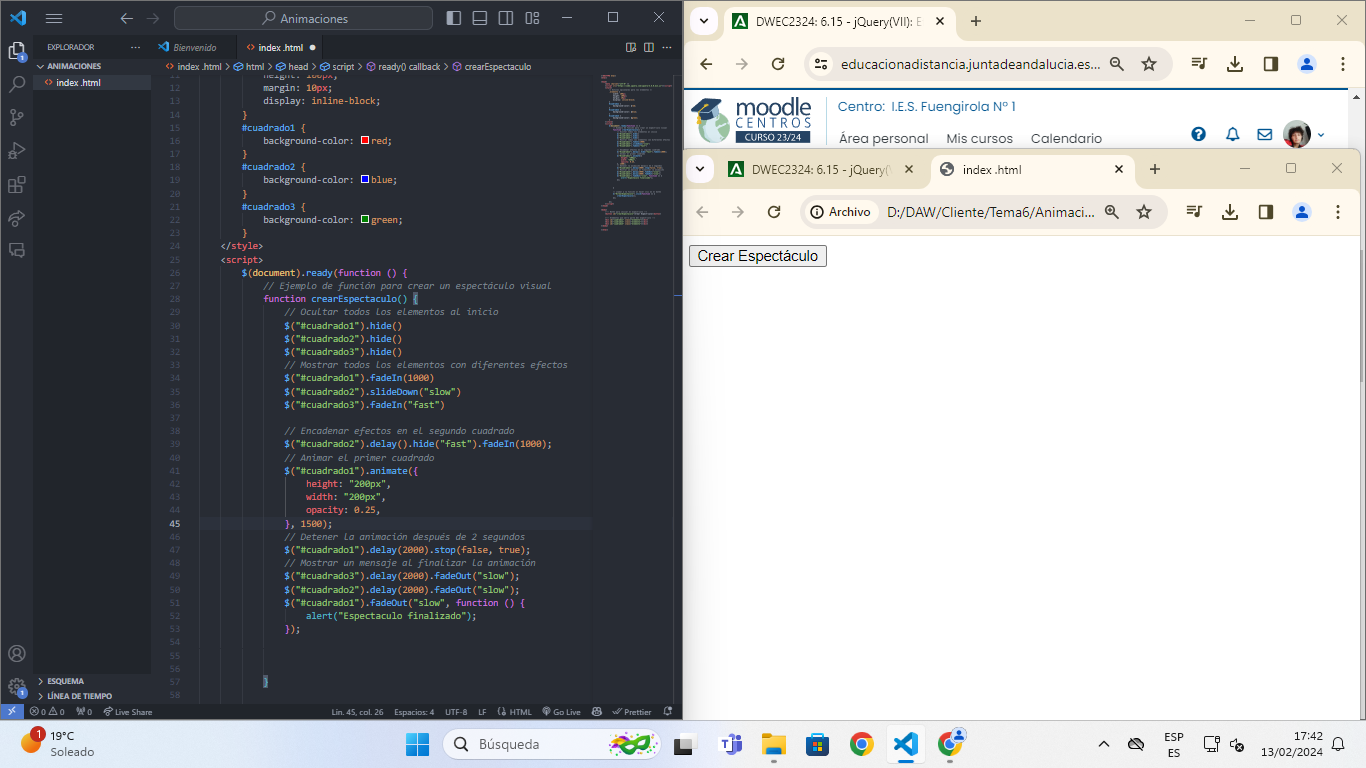 Animaciones
EXPLORADOR
ANIMACIONES
index .html
Bienvenido
index .html
index .html > html > head > script > ready() callback > crearEspectaculo
12 margin: 10px;
13 display: inline-block;
14 }
15 #cuadrado1 {
16 background-color: red;
17 }
18 #cuadrado2 {
19 background-color: blue;
20 }
21 #cuadrado3 {
22 background-color: green;
23 }
24 </style>
25 <script>
26 $(document).ready(function () {
27 // Ejemplo de función para crear un espectáculo visual
28 function crearEspectaculo() {
29 // Ocultar todos los elementos al inicio
30 $("#cuadrado1").hide()
31 $("#cuadrado2").hide()
32 $("#cuadrado3").hide()
33 // Mostrar todos los elementos con diferentes efectos
34 $("#cuadrado1").fadeIn(1000)
35 $("#cuadrado2").slideDown("slow")
36 $("#cuadrado3").fadeIn("fast")
37
38 // Encadenar efectos en el segundo cuadrado
39 $("#cuadrado2").delay().hide("fast").fadeIn(1000);
40 // Animar el primer cuadrado
41 $("#cuadrado1").animate({
42 height: "200px",
43 width: "200px",
44 opacity: 0.25,
45 }, 1500);
46 // Detener la animación después de 2 segundos
47 $("#cuadrado1").delay(2000).stop(false, true);
48 // Mostrar un mensaje al finalizar la animación
49 $("#cuadrado3").delay(2000).fadeOut("slow");
50 $("#cuadrado2").delay(2000).fadeOut("slow");
51 $("#cuadrado1").fadeOut("slow", function () {
52 alert("Espectaculo finalizado");
53 });
54
55
56
57 }
58
ESQUEMA
LÍNEA DE TIEMPO
0 0 0 Live Share
Lín. 45, col. 26 Espacios: 4 UTF-8 LF HTML Go Live Prettier
DWEC2324: 6.15 - jQuery(VII): E
educacionadistancia.juntadeandalucia.es...
moodle
CENTROS
CURSO 23/24
Centro: I.E.S. Fuengirola Nº 1
Área personal Mis cursos Calendario
DWEC2324: 6.15 - jQuery(V
index .html
Archivo D:/DAW/Cliente/Tema6/Animaci...
Crear Espectáculo
1
19°C
Soleado
Búsqueda
ESP
ES
17:42
13/02/2024